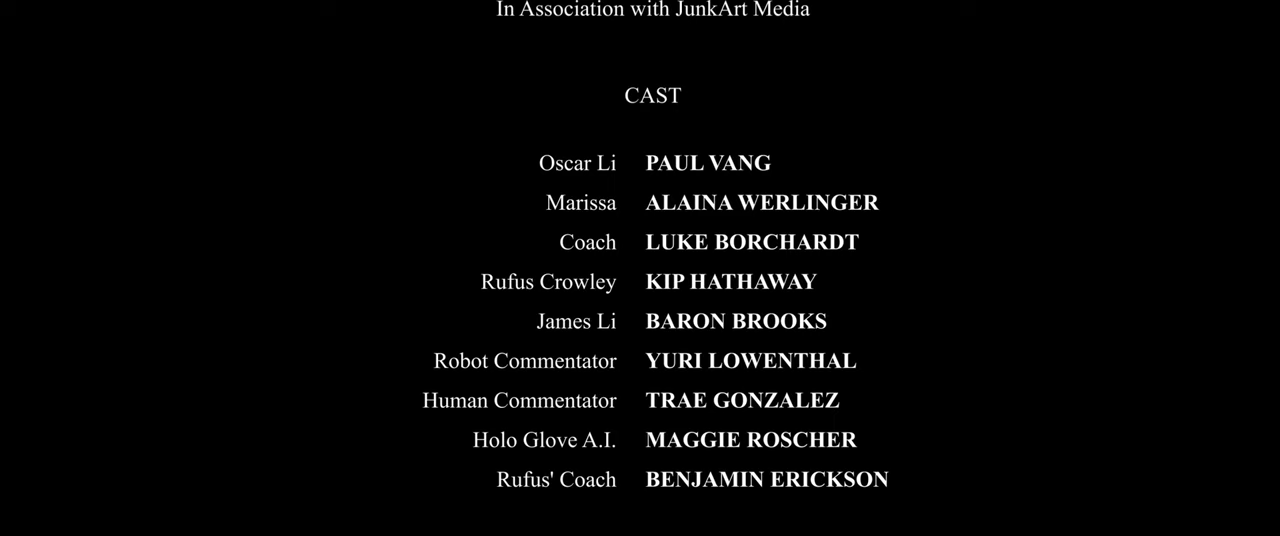 In Association with JunkArt Media
CAST
Oscar Li PAUL VANG
Marissa ALAINA WERLINGER
Coach LUKE BORCHARDT
Rufus Crowley KIP HATHAWAY
James Li BARON BROOKS
Robot Commentator YURI LOWENTHAL
Human Commentator TRAE GONZALEZ
Holo Glove A.I. MAGGIE ROSCHER
Rufus' Coach BENJAMIN ERICKSON